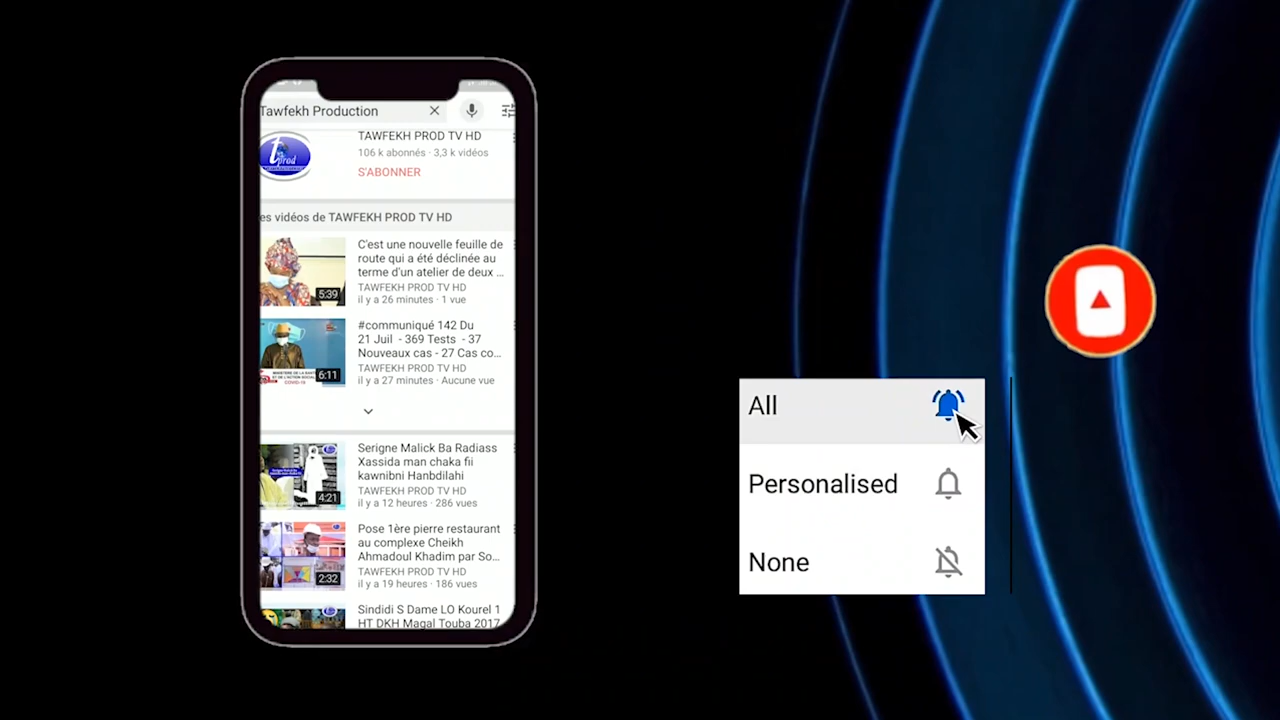 Tawfekh Production
TAWFEKH PROD TV HD
106 k abonnés · 3,3 k vidéos
S'ABONNER
tprod
es vidéos de TAWFEKH PROD TV HD
C'est une nouvelle feuille de
route qui a été déclinée au
terme d'un atelier de deux ...
TAWFEKH PROD TV HD
il y a 26 minutes · 1 vue
5:39
#communiqué 142 Du
21 Juil - 369 Tests - 37
Nouveaux cas - 27 Cas co...
TAWFEKH PROD TV HD
il y a 27 minutes · Aucune vue
6:11
Serigne Malick Ba Radiass
Xassida man chaka fii
kawnibni Hanbdilahi
TAWFEKH PROD TV HD
il y a 12 heures · 286 vues
4:21
Pose 1ère pierre restaurant
au complexe Cheikh
Ahmadoul Khadim par So...
TAWFEKH PROD TV HD
il y a 19 heures · 186 vues
2:32
Sindidi S Dame LO Kourel 1
HT DKH Magal Touba 2017
All
Personalised
None